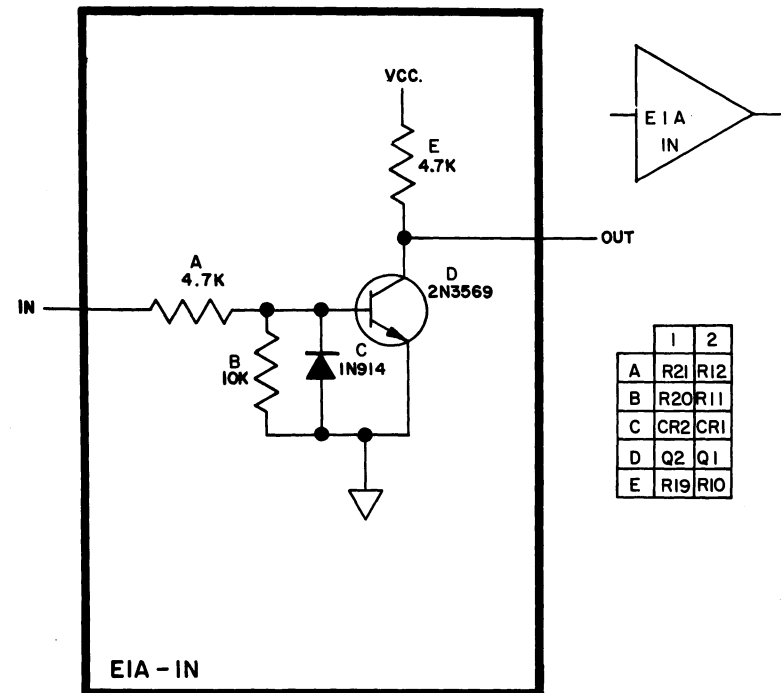 VCC.
E
4.7K
EIA
IN
OUT
A
4.7K
D
2N3569
IN
B
10K
C
1N914
1 2
A R21 R12
B R20 R11
C CR2 CR1
D Q2 Q1
E R19 R10
EIA-IN